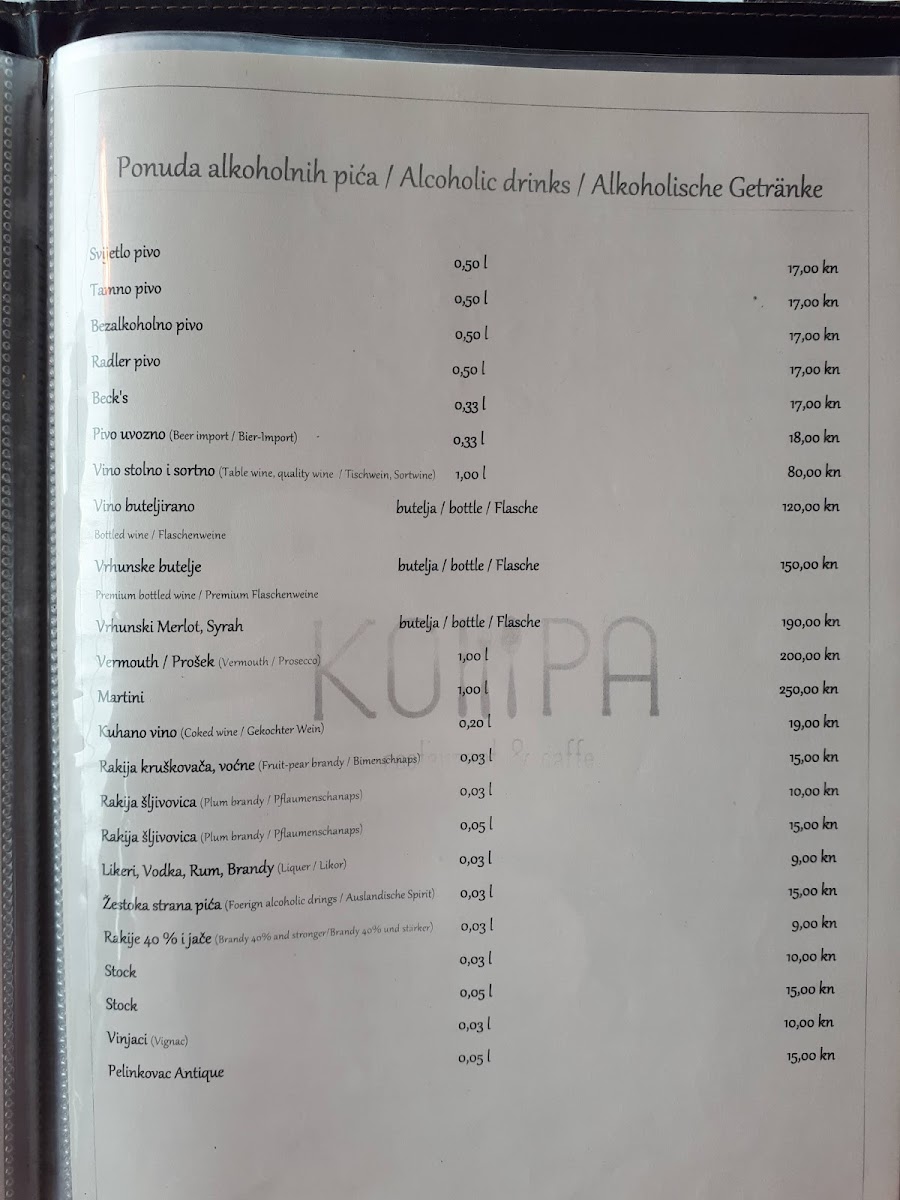 Ponuda alkoholnih pića / Alcoholic drinks / Alkoholische Getränke
Svijetlo pivo 0,50 l 17,00 kn
Tamno pivo 0,50 l 17,00 kn
Bezalkoholno pivo 0,50 l 17,00 kn
Radler pivo 0,50 l 17,00 kn
Beck's 0,33 l 17,00 kn
Pivo uvozno (Beer import / Bier-Import) 0,33 l 18,00 kn
Vino stolno i sortno (Table wine, quality wine / Tischwein, Sortwine) 1,00 l 80,00 kn
Vino buteljirano butelja / bottle / Flasche 120,00 kn
Bottled wine / Flaschenweine
Vrhunske butelje butelja / bottle / Flasche 150,00 kn
Premium bottled wine / Premium Flaschenweine
Vrhunski Merlot, Syrah butelja / bottle / Flasche 190,00 kn
Vermouth / Prošek (Vermouth / Prosecco) 1,00 l 200,00 kn
Martini 1,00 l 250,00 kn
Kuhano vino (Coked wine / Gekochter Wein) 0,20 l 19,00 kn
Rakija kruškovača, voćne (Fruit-pear brandy / Bimenschnaps) 0,03 l 15,00 kn
Rakija šljivovica (Plum brandy / Pflaumenschanaps) 0,03 l 10,00 kn
Rakija šljivovica (Plum brandy / Pflaumenschanaps) 0,05 l 15,00 kn
Likeri, Vodka, Rum, Brandy (Liquer / Likor) 0,03 l 9,00 kn
Žestoka strana pića (Foerign alcoholic drings / Auslandische Spirit) 0,03 l 15,00 kn
Rakije 40 % i jače (Brandy 40% and stronger/Brandy 40% und starker) 0,03 l 9,00 kn
Stock 0,03 l 10,00 kn
Stock 0,05 l 15,00 kn
Vinjaci (Vignac) 0,03 l 10,00 kn
Pelinkovac Antique 0,05 l 15,00 kn
& caffe